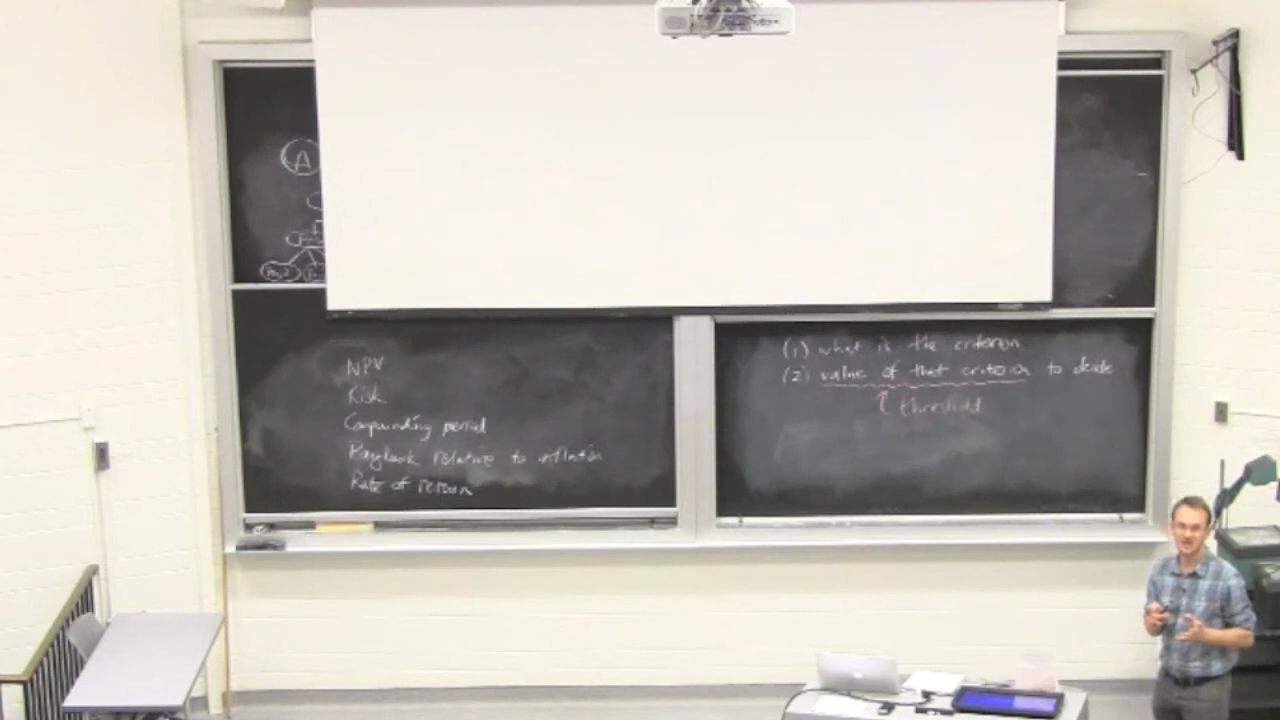 A
NPV
Risk
Compounding period
Payback relative to inflation
Rate of return
(1) what is the criterion
(2) value of that criterion to decide
↑ threshold